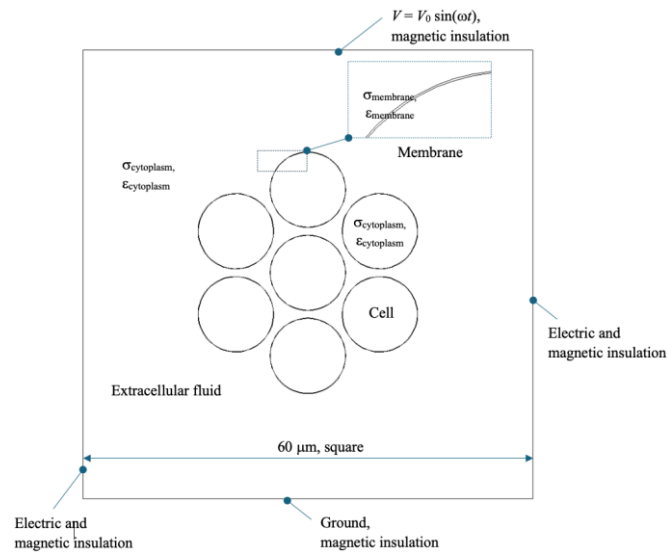 V = V₀ sin(ωt),
magnetic insulation
σmembrane,
εmembrane
Membrane
σcytoplasm,
εcytoplasm
σcytoplasm,
εcytoplasm
Cell
Electric and
magnetic insulation
Extracellular fluid
60 μm, square
Electric and
magnetic insulation
Ground,
magnetic insulation